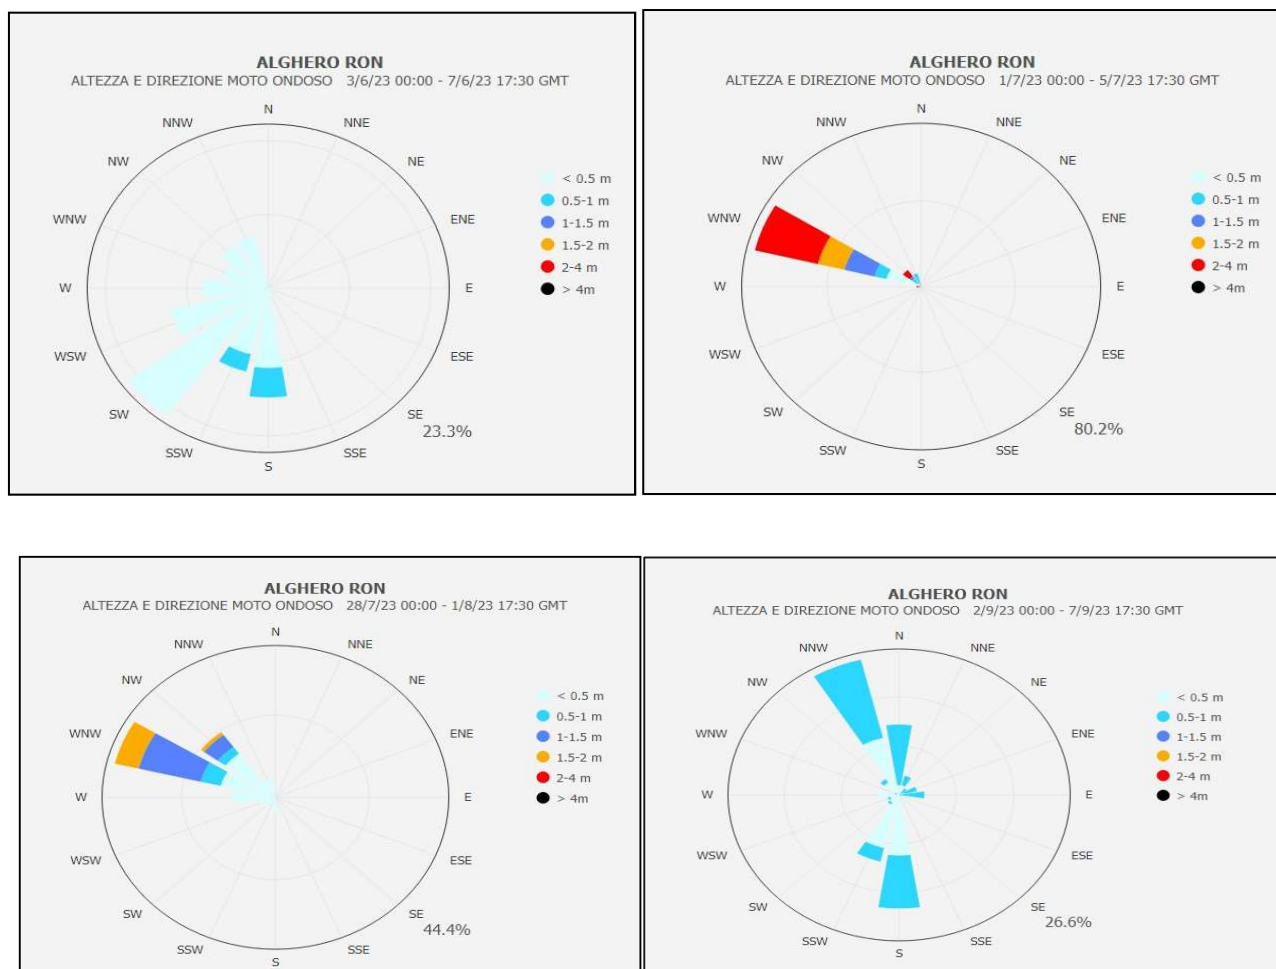 ALGHERO RON
ALTEZZA E DIREZIONE MOTO ONDOSO 3/6/23 00:00 - 7/6/23 17:30 GMT
N
NNW
NNE
NW
NE
WNW
ENE
W
E
WSW
ESE
SW
SE
23.3%
SSW
SSE
S
< 0.5 m
0.5-1 m
1-1.5 m
1.5-2 m
2-4 m
> 4m
ALGHERO RON
ALTEZZA E DIREZIONE MOTO ONDOSO 1/7/23 00:00 - 5/7/23 17:30 GMT
N
NNW
NNE
NW
NE
WNW
ENE
W
E
WSW
ESE
SW
SE
80.2%
SSW
SSE
S
< 0.5 m
0.5-1 m
1-1.5 m
1.5-2 m
2-4 m
> 4m
ALGHERO RON
ALTEZZA E DIREZIONE MOTO ONDOSO 28/7/23 00:00 - 1/8/23 17:30 GMT
N
NNW
NNE
NW
NE
WNW
ENE
W
E
WSW
ESE
SW
SE
44.4%
SSW
SSE
S
< 0.5 m
0.5-1 m
1-1.5 m
1.5-2 m
2-4 m
> 4m
ALGHERO RON
ALTEZZA E DIREZIONE MOTO ONDOSO 2/9/23 00:00 - 7/9/23 17:30 GMT
N
NNW
NNE
NW
NE
WNW
ENE
W
E
WSW
ESE
SW
SE
26.6%
SSW
SSE
S
< 0.5 m
0.5-1 m
1-1.5 m
1.5-2 m
2-4 m
> 4m